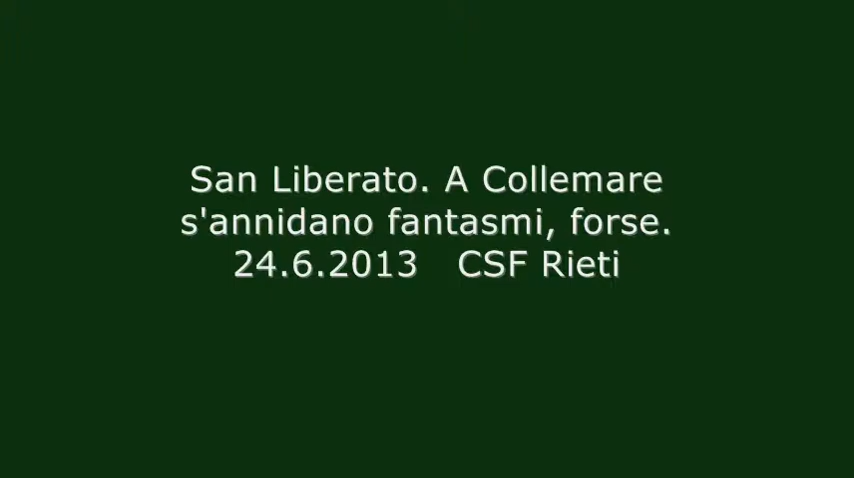 San Liberato. A Collemare
s'annidano fantasmi, forse.
24.6.2013 CSF Rieti